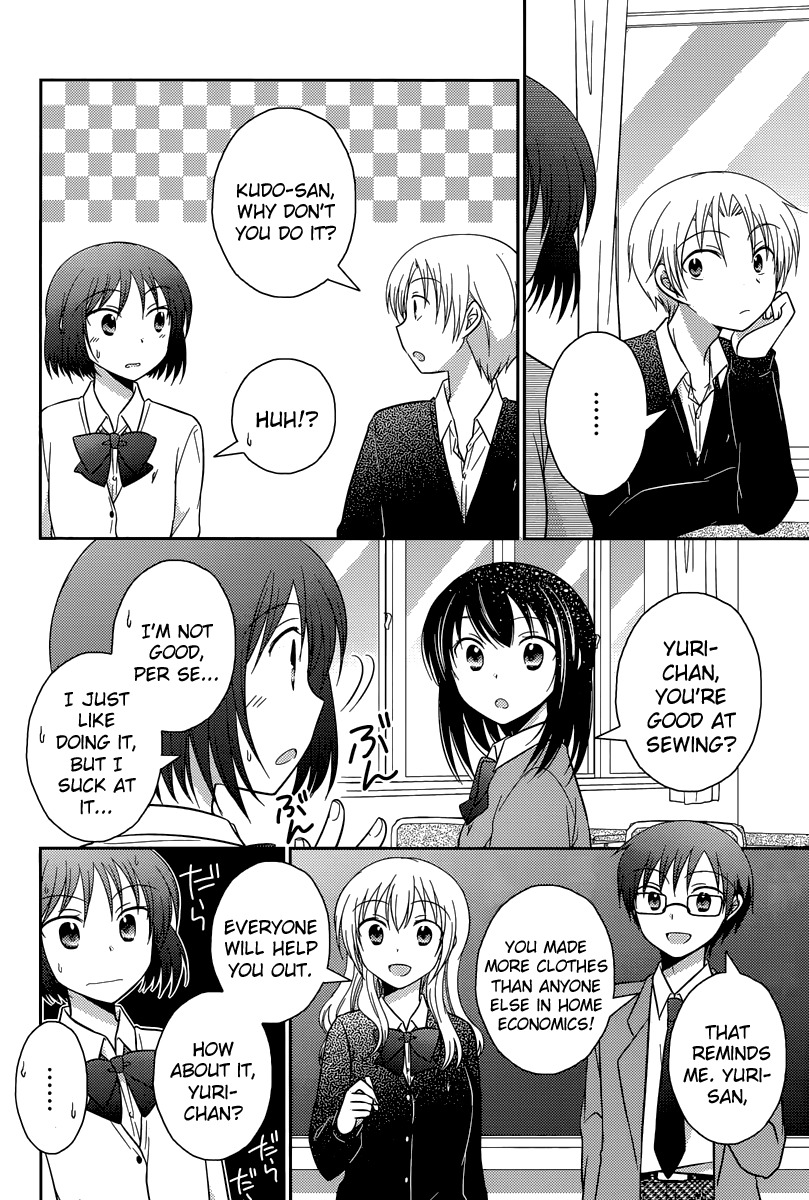 ......
KUDO-SAN,
WHY DON'T
YOU DO IT?
HUH!?
YURI-
CHAN,
YOU'RE
GOOD AT
SEWING?
ぶん
ぶん
I'M NOT
GOOD,
PER SE...
I JUST
LIKE
DOING IT,
BUT I
SUCK AT
IT...
THAT
REMINDS
ME. YURI-
SAN,
YOU MADE
MORE CLOTHES
THAN ANYONE
ELSE IN HOME
ECONOMICS!
EVERYONE
WILL HELP
YOU OUT.
HOW
ABOUT IT,
YURI-
CHAN?
だら
だら
だら
......